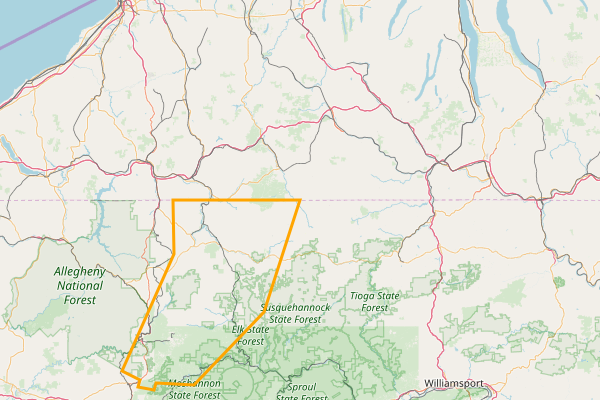 Allegheny
National
Forest
Susquehannock
State Forest
Tioga State
Forest
Elk State
Forest
Moshannon
State Forest
Sproul
State Forest
Williamsport